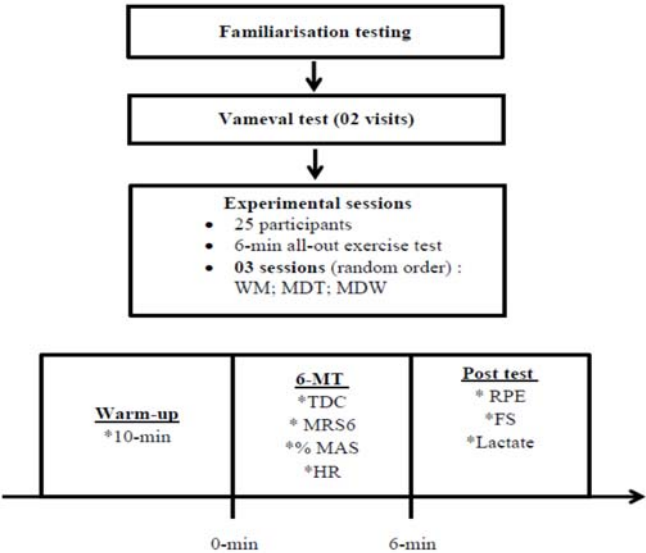 Familiarisation testing
Vameval test (02 visits)
Experimental sessions
• 25 participants
• 6-min all-out exercise test
• 03 sessions (random order) :
WM; MDT; MDW
Warm-up
*10-min
6-MT
*TDC
* MRS6
*% MAS
*HR
Post test
* RPE
*FS
*Lactate
0-min
6-min